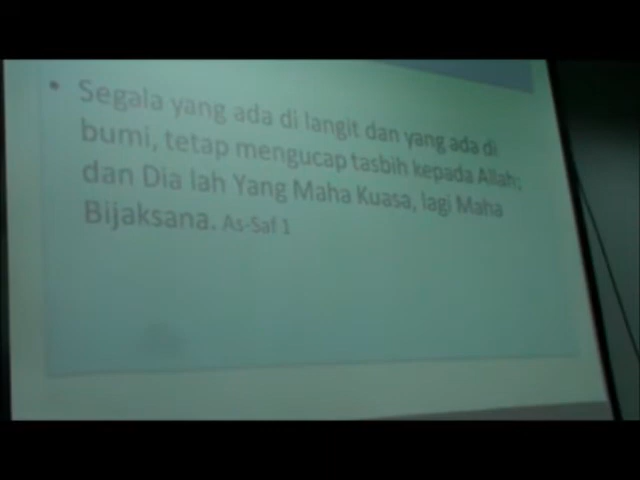 • Segala yang ada di langit dan yang ada di
bumi, tetap mengucap tasbih kepada Allah;
dan Dia lah Yang Maha Kuasa, lagi Maha
Bijaksana. As-Saf 1